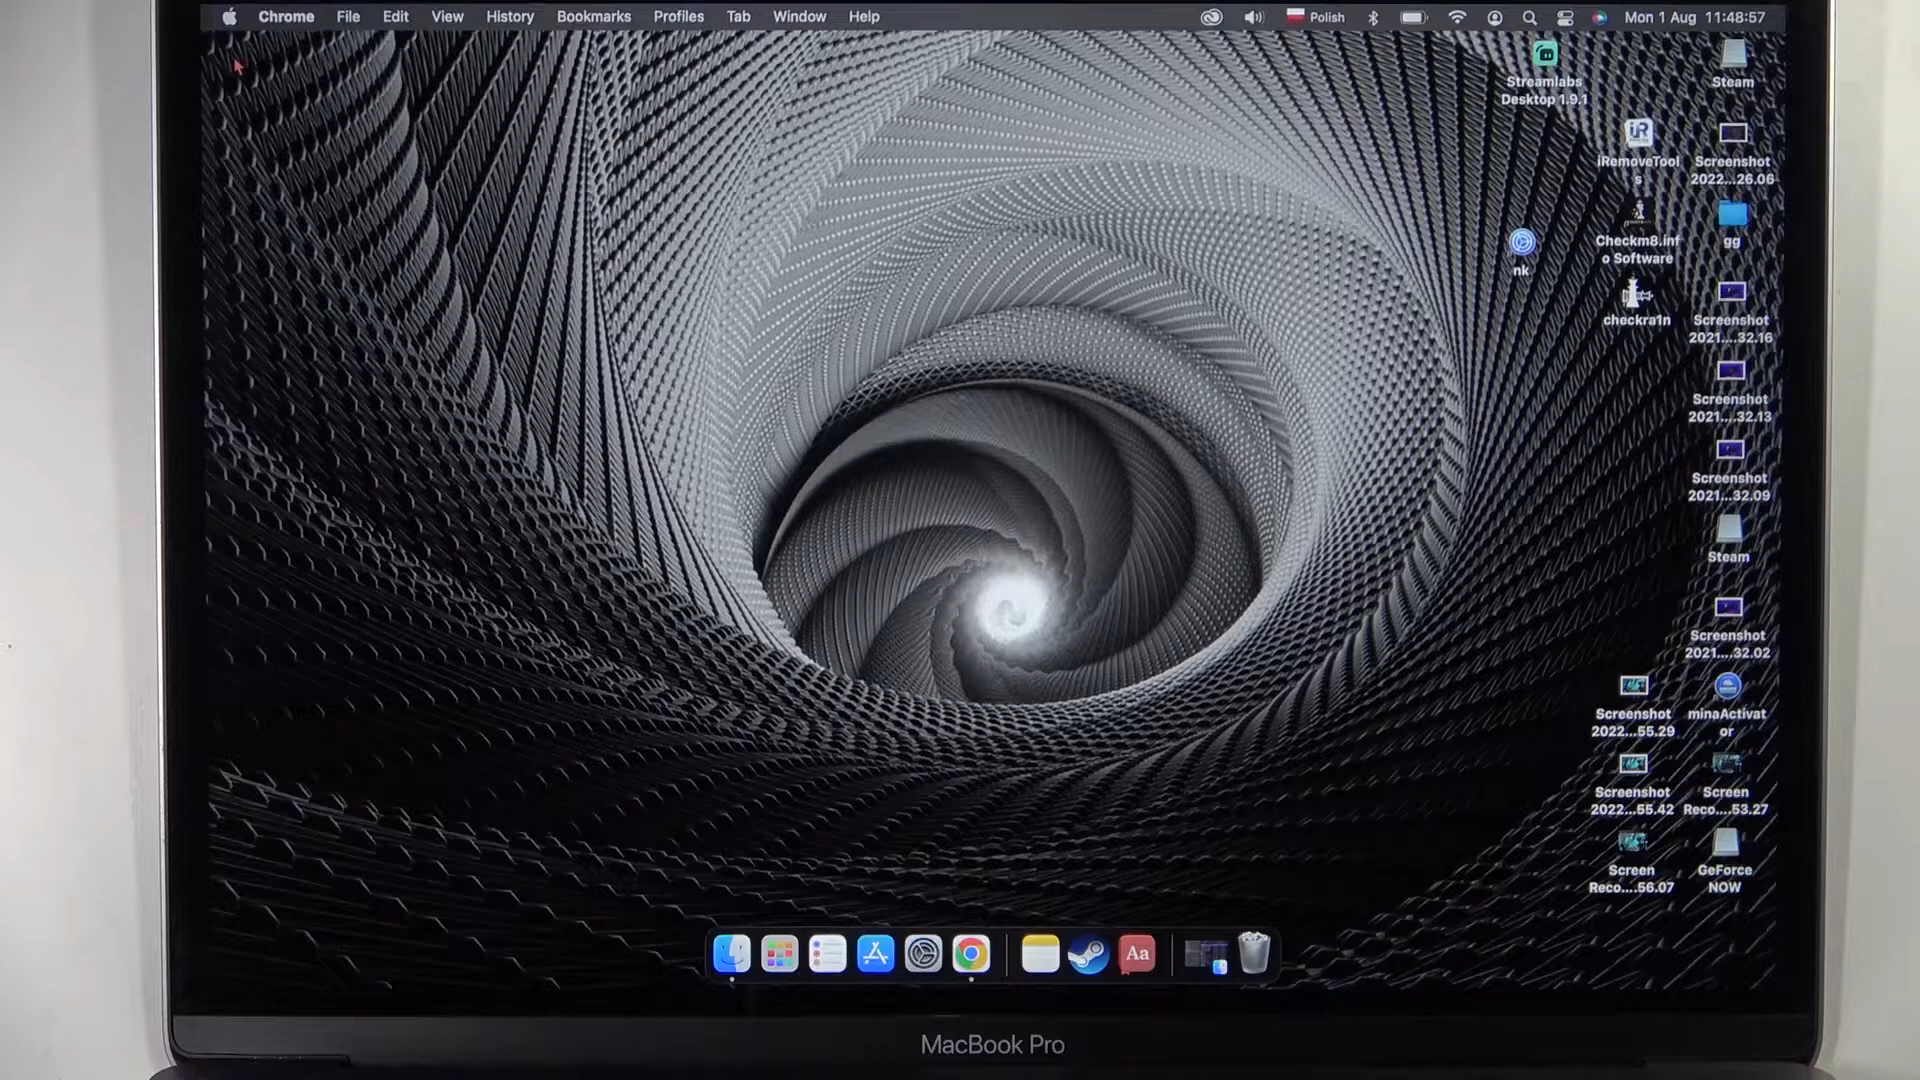 Chrome File Edit View History Bookmarks Profiles Tab Window Help Polish Mon 1 Aug 11:48:57
Streamlabs
Desktop 1.9.1
Steam
iRemoveTool
s
Screenshot
2022...26.06
Checkm8.inf
o Software
gg
nk
checkra1n
Screenshot
2021....32.16
Screenshot
2021....32.13
Screenshot
2021...32.09
Steam
Screenshot
2021....32.02
Screenshot
2022...55.29
minaActivat
or
Screenshot
2022...55.42
Screen
Reco....53.27
Screen
Reco....56.07
GeForce
NOW
Aa
MacBook Pro